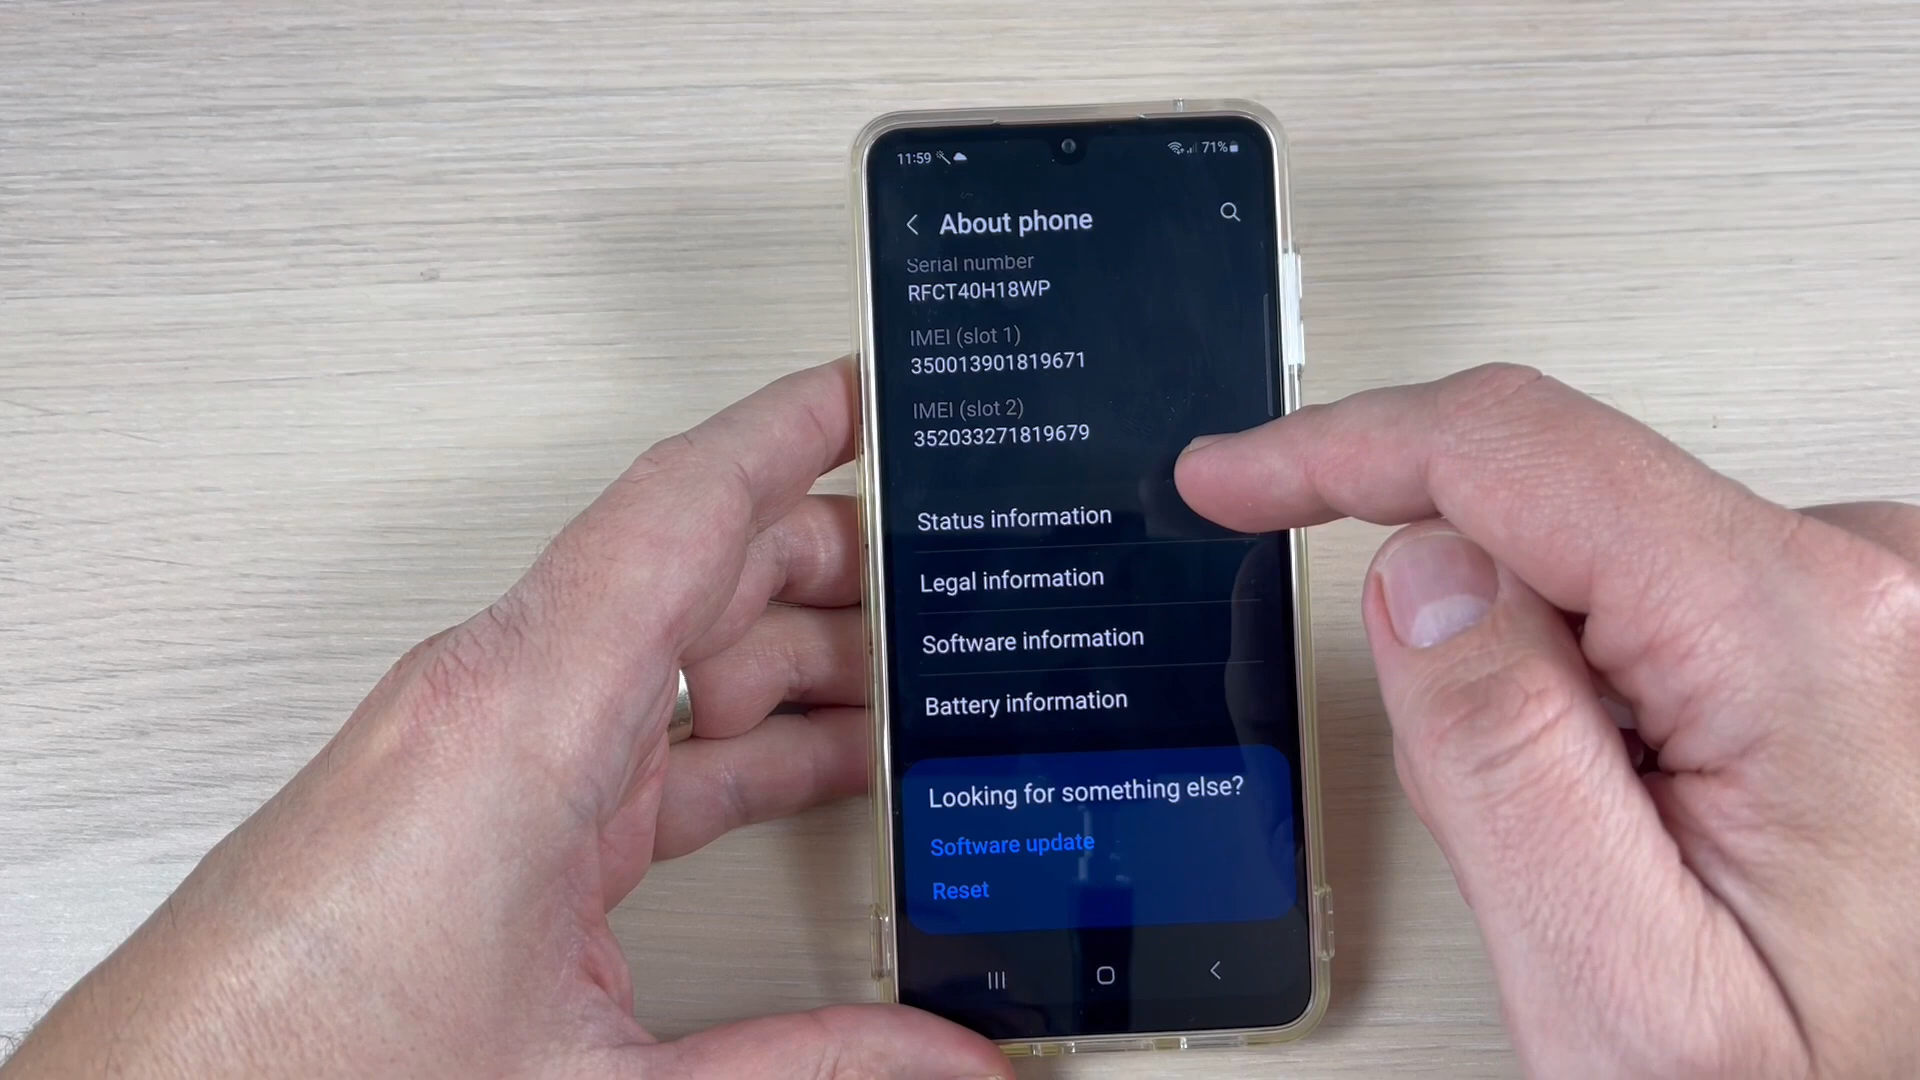 11:59
71%
About phone
Serial number
RFCT40H18WP
IMEI (slot 1)
350013901819671
IMEI (slot 2)
352033271819679
Status information
Legal information
Software information
Battery information
Looking for something else?
Software update
Reset